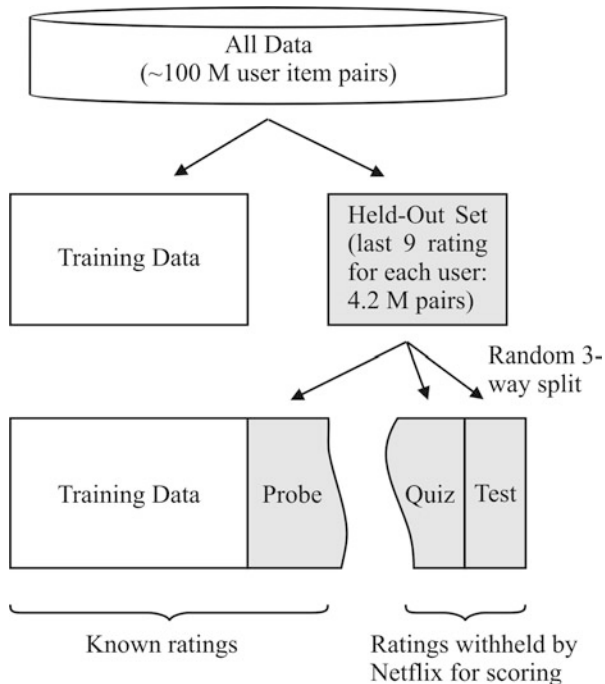 All Data
(~100 M user item pairs)
Training Data
Held-Out Set
(last 9 rating
for each user:
4.2 M pairs)
Random 3-
way split
Training Data
Probe
Quiz
Test
Known ratings
Ratings withheld by
Netflix for scoring